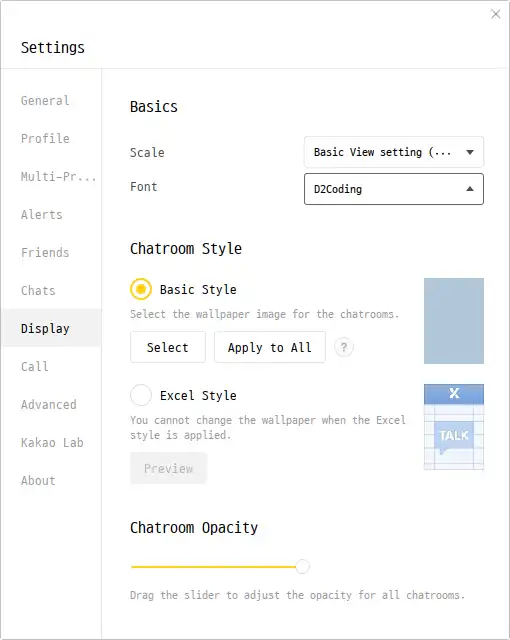 Settings
General
Profile
Multi-Pr...
Alerts
Friends
Chats
Display
Call
Advanced
Kakao Lab
About
Basics
Scale
Basic View setting (...
Font
D2Coding
Chatroom Style
Basic Style
Select the wallpaper image for the chatrooms.
Select
Apply to All
?
Excel Style
You cannot change the wallpaper when the Excel
style is applied.
Preview
X
TALK
Chatroom Opacity
Drag the slider to adjust the opacity for all chatrooms.